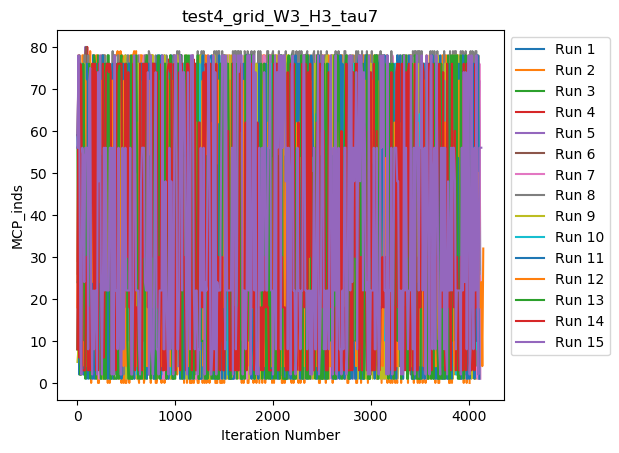 test4_grid_W3_H3_tau7
80
70
60
50
40
30
20
10
0
MCP_inds
0 1000 2000 3000 4000
Iteration Number
Run 1
Run 2
Run 3
Run 4
Run 5
Run 6
Run 7
Run 8
Run 9
Run 10
Run 11
Run 12
Run 13
Run 14
Run 15